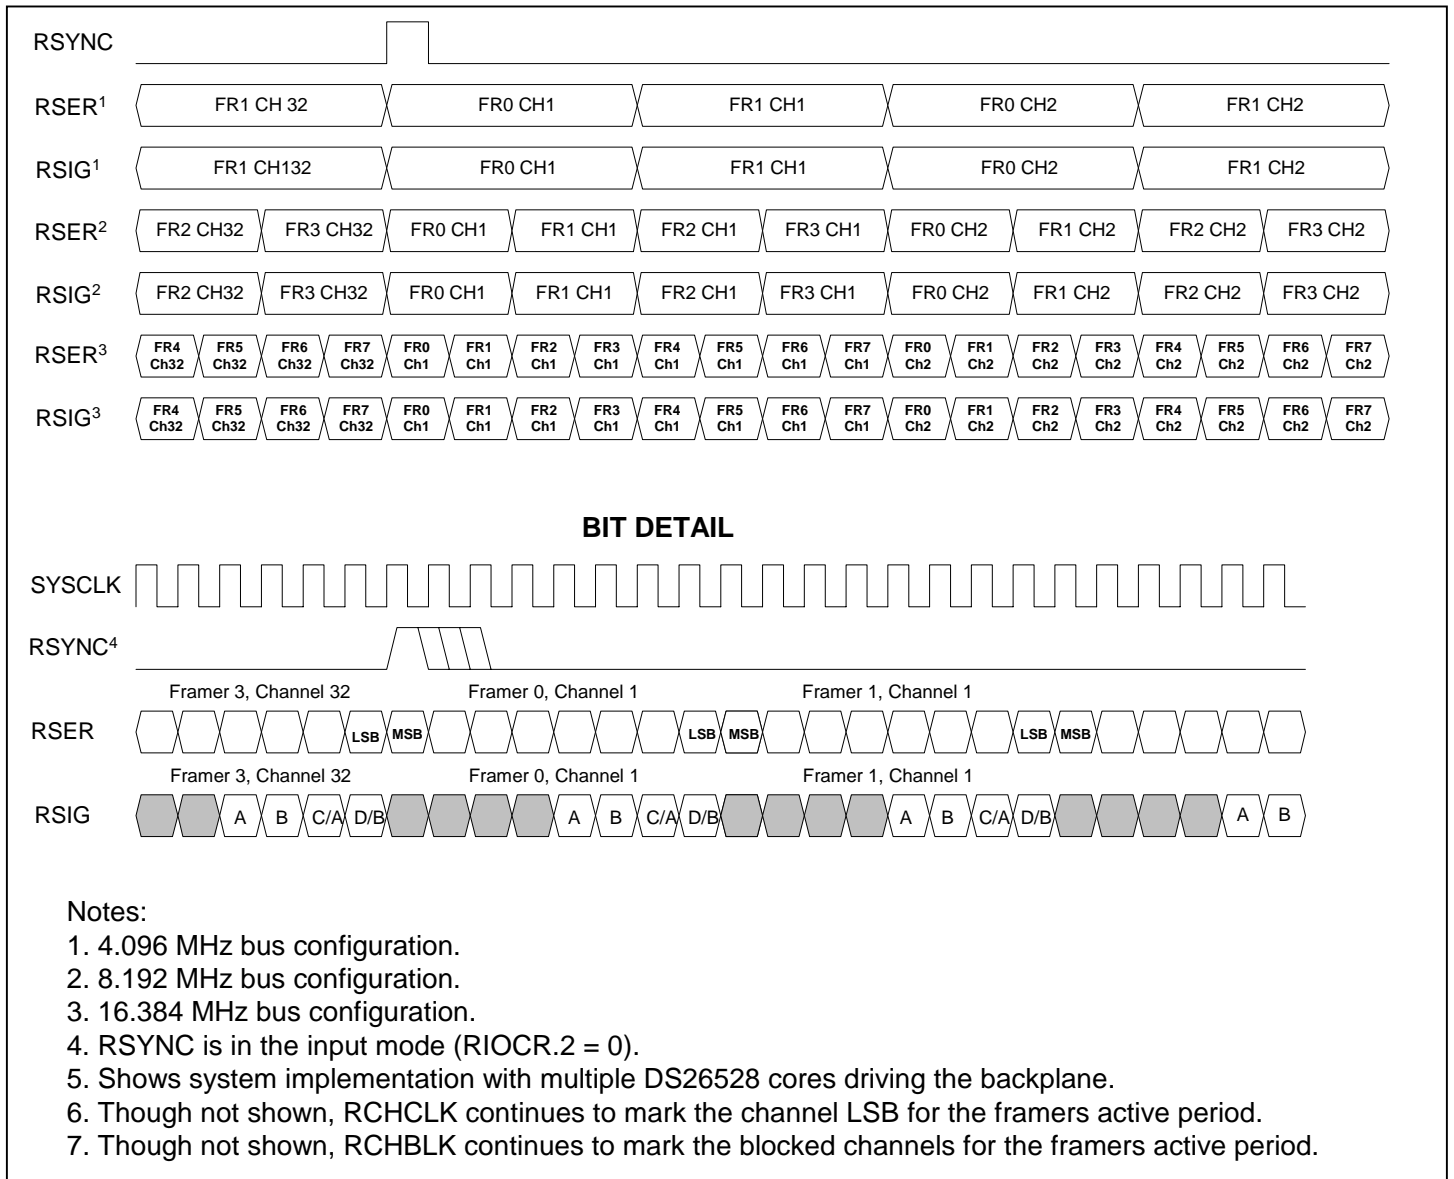 RSYNC
RSER1 FR1 CH 32 FR0 CH1 FR1 CH1 FR0 CH2 FR1 CH2
RSIG1 FR1 CH132 FR0 CH1 FR1 CH1 FR0 CH2 FR1 CH2
RSER2 FR2 CH32 FR3 CH32 FR0 CH1 FR1 CH1 FR2 CH1 FR3 CH1 FR0 CH2 FR1 CH2 FR2 CH2 FR3 CH2
RSIG2 FR2 CH32 FR3 CH32 FR0 CH1 FR1 CH1 FR2 CH1 FR3 CH1 FR0 CH2 FR1 CH2 FR2 CH2 FR3 CH2
RSER3 FR4 Ch32 FR5 Ch32 FR6 Ch32 FR7 Ch32 FR0 Ch1 FR1 Ch1 FR2 Ch1 FR3 Ch1 FR4 Ch1 FR5 Ch1 FR6 Ch1 FR7 Ch1 FR0 Ch2 FR1 Ch2 FR2 Ch2 FR3 Ch2 FR4 Ch2 FR5 Ch2 FR6 Ch2 FR7 Ch2
RSIG3 FR4 Ch32 FR5 Ch32 FR6 Ch32 FR7 Ch32 FR0 Ch1 FR1 Ch1 FR2 Ch1 FR3 Ch1 FR4 Ch1 FR5 Ch1 FR6 Ch1 FR7 Ch1 FR0 Ch2 FR1 Ch2 FR2 Ch2 FR3 Ch2 FR4 Ch2 FR5 Ch2 FR6 Ch2 FR7 Ch2
BIT DETAIL
SYSCLK
RSYNC4
Framer 3, Channel 32 Framer 0, Channel 1 Framer 1, Channel 1
RSER LSB MSB LSB MSB LSB MSB
Framer 3, Channel 32 Framer 0, Channel 1 Framer 1, Channel 1
RSIG A B C/A D/B A B C/A D/B A B C/A D/B A B
Notes:
1. 4.096 MHz bus configuration.
2. 8.192 MHz bus configuration.
3. 16.384 MHz bus configuration.
4. RSYNC is in the input mode (RIOCR.2 = 0).
5. Shows system implementation with multiple DS26528 cores driving the backplane.
6. Though not shown, RCHCLK continues to mark the channel LSB for the framers active period.
7. Though not shown, RCHBLK continues to mark the blocked channels for the framers active period.